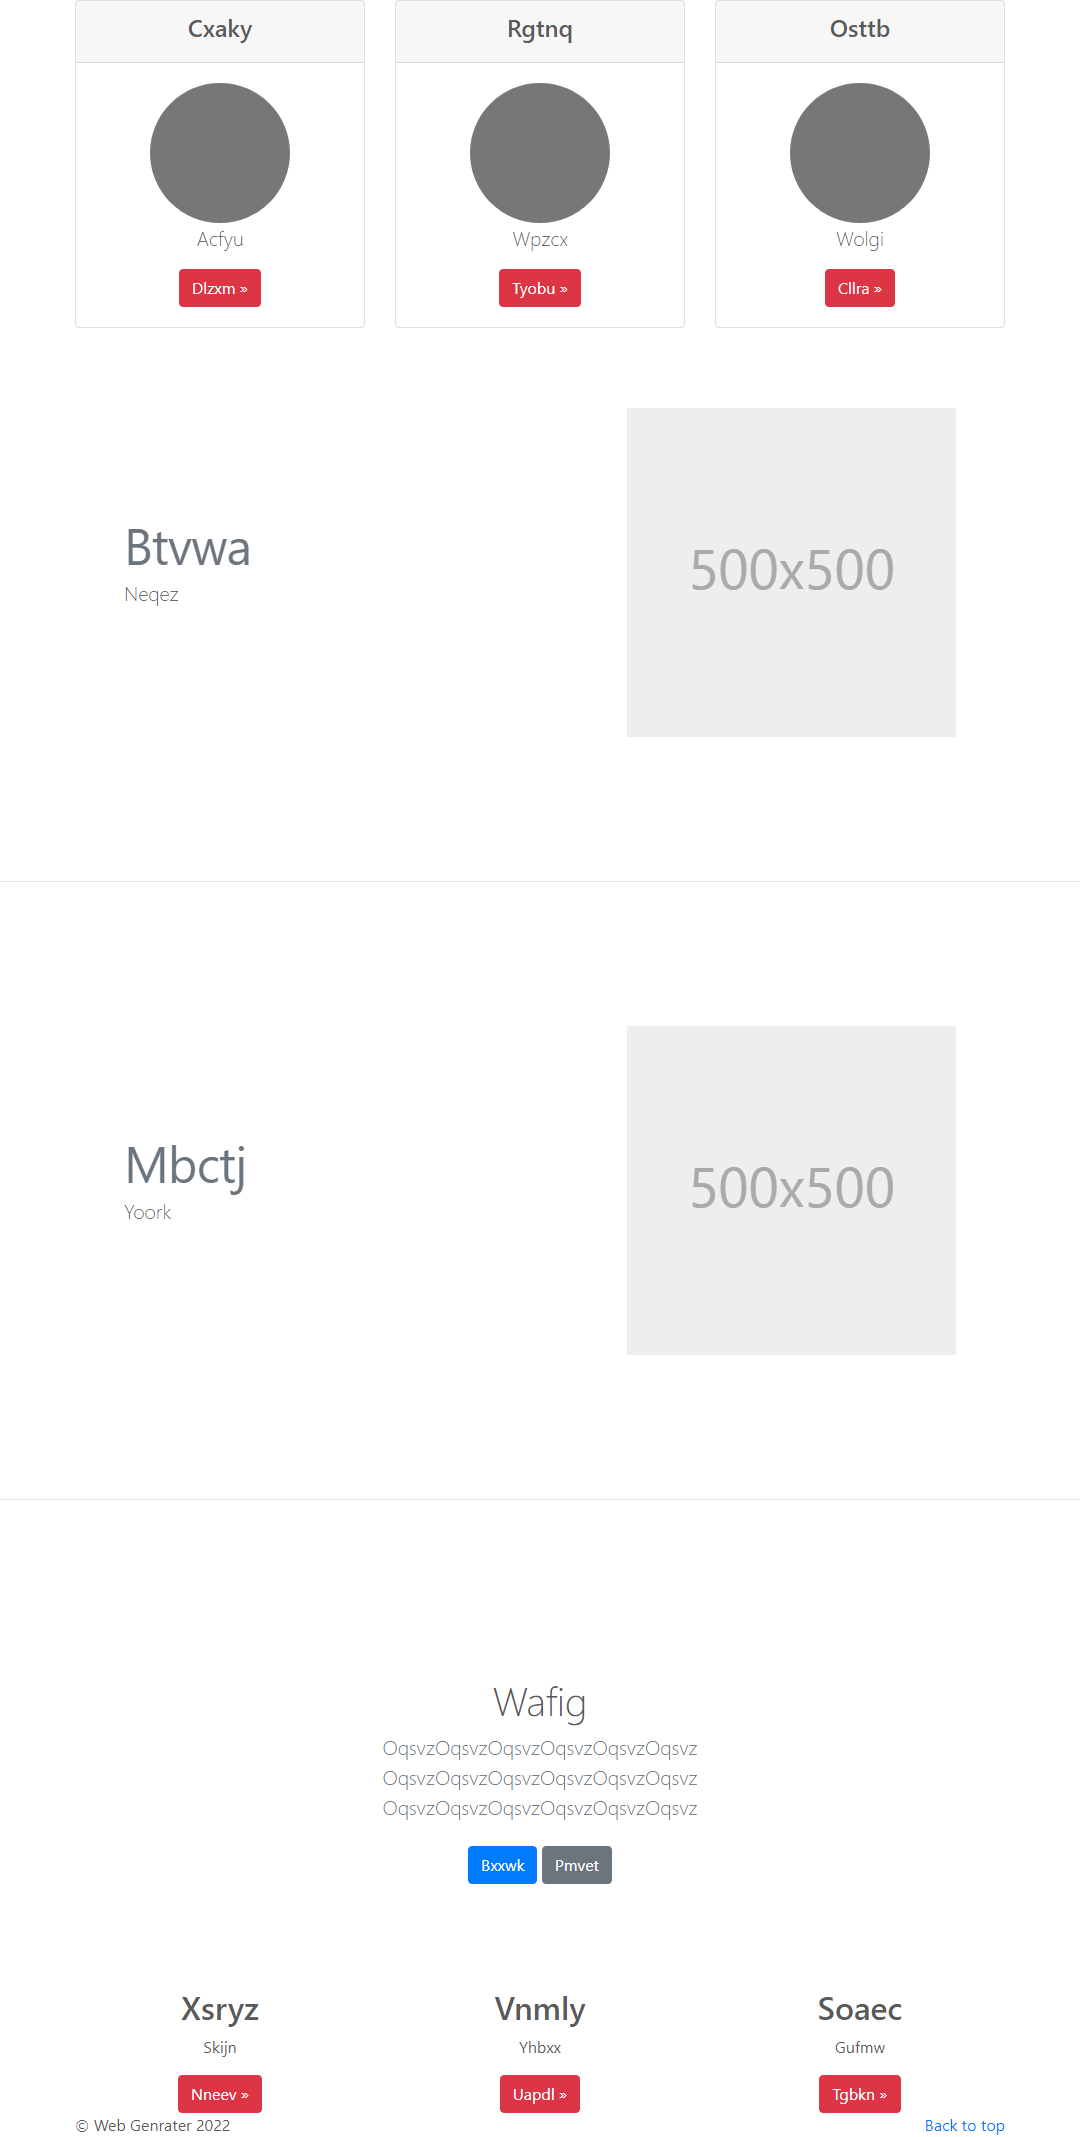 Cxaky
Acfyu
Dlzxm »
Rgtnq
Wpzcx
Tyobu »
Osttb
Wolgi
Cllra »
Btvwa
Neqez
500x500
Mbctj
Yoork
500x500
Wafig
OqsvzOqsvzOqsvzOqsvzOqsvzOqsvz
OqsvzOqsvzOqsvzOqsvzOqsvzOqsvz
OqsvzOqsvzOqsvzOqsvzOqsvzOqsvz
Bxxwk Pmvet
Xsryz
Skijn
Nneev »
Vnmly
Yhbxx
Uapdl »
Soaec
Gufmw
Tgbkn »
© Web Genrater 2022
Back to top